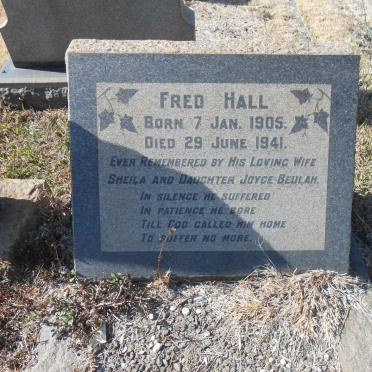 FRED HALL
BORN 7 JAN. 1905.
DIED 29 JUNE 1941.
EVER REMEMBERED BY HIS LOVING WIFE
SHEILA AND DAUGHTER JOYCE BEULAH.
IN SILENCE HE SUFFERED
IN PATIENCE HE BORE
TILL GOD CALLED HIM HOME
TO SUFFER NO MORE.